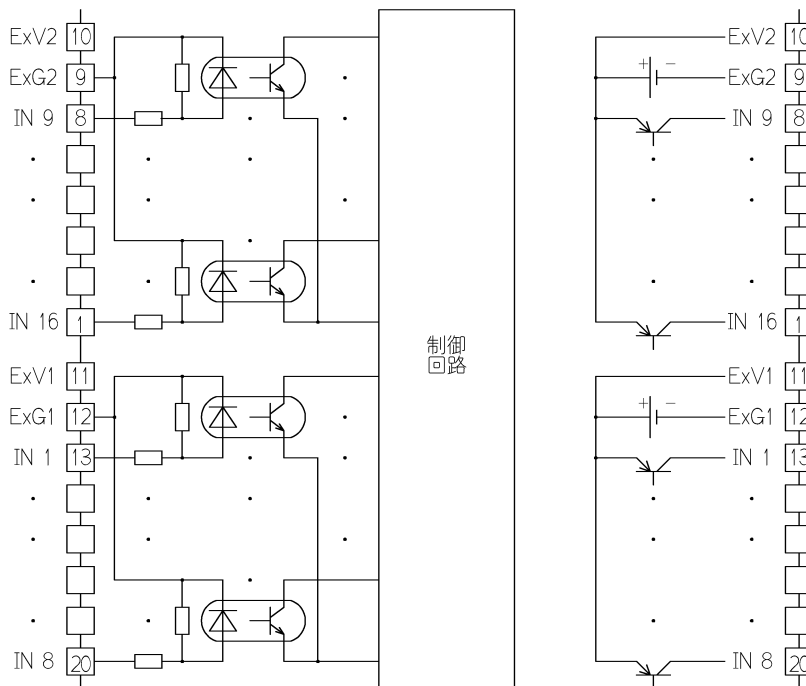 ExV2 10
ExG2 9
IN 9 8
IN 16 1
ExV1 11
ExG1 12
IN 1 13
IN 8 20
制御
回路
ExV2 10
+ −
ExG2 9
IN 9 8
IN 16 1
ExV1 11
+ −
ExG1 12
IN 1 13
IN 8 20